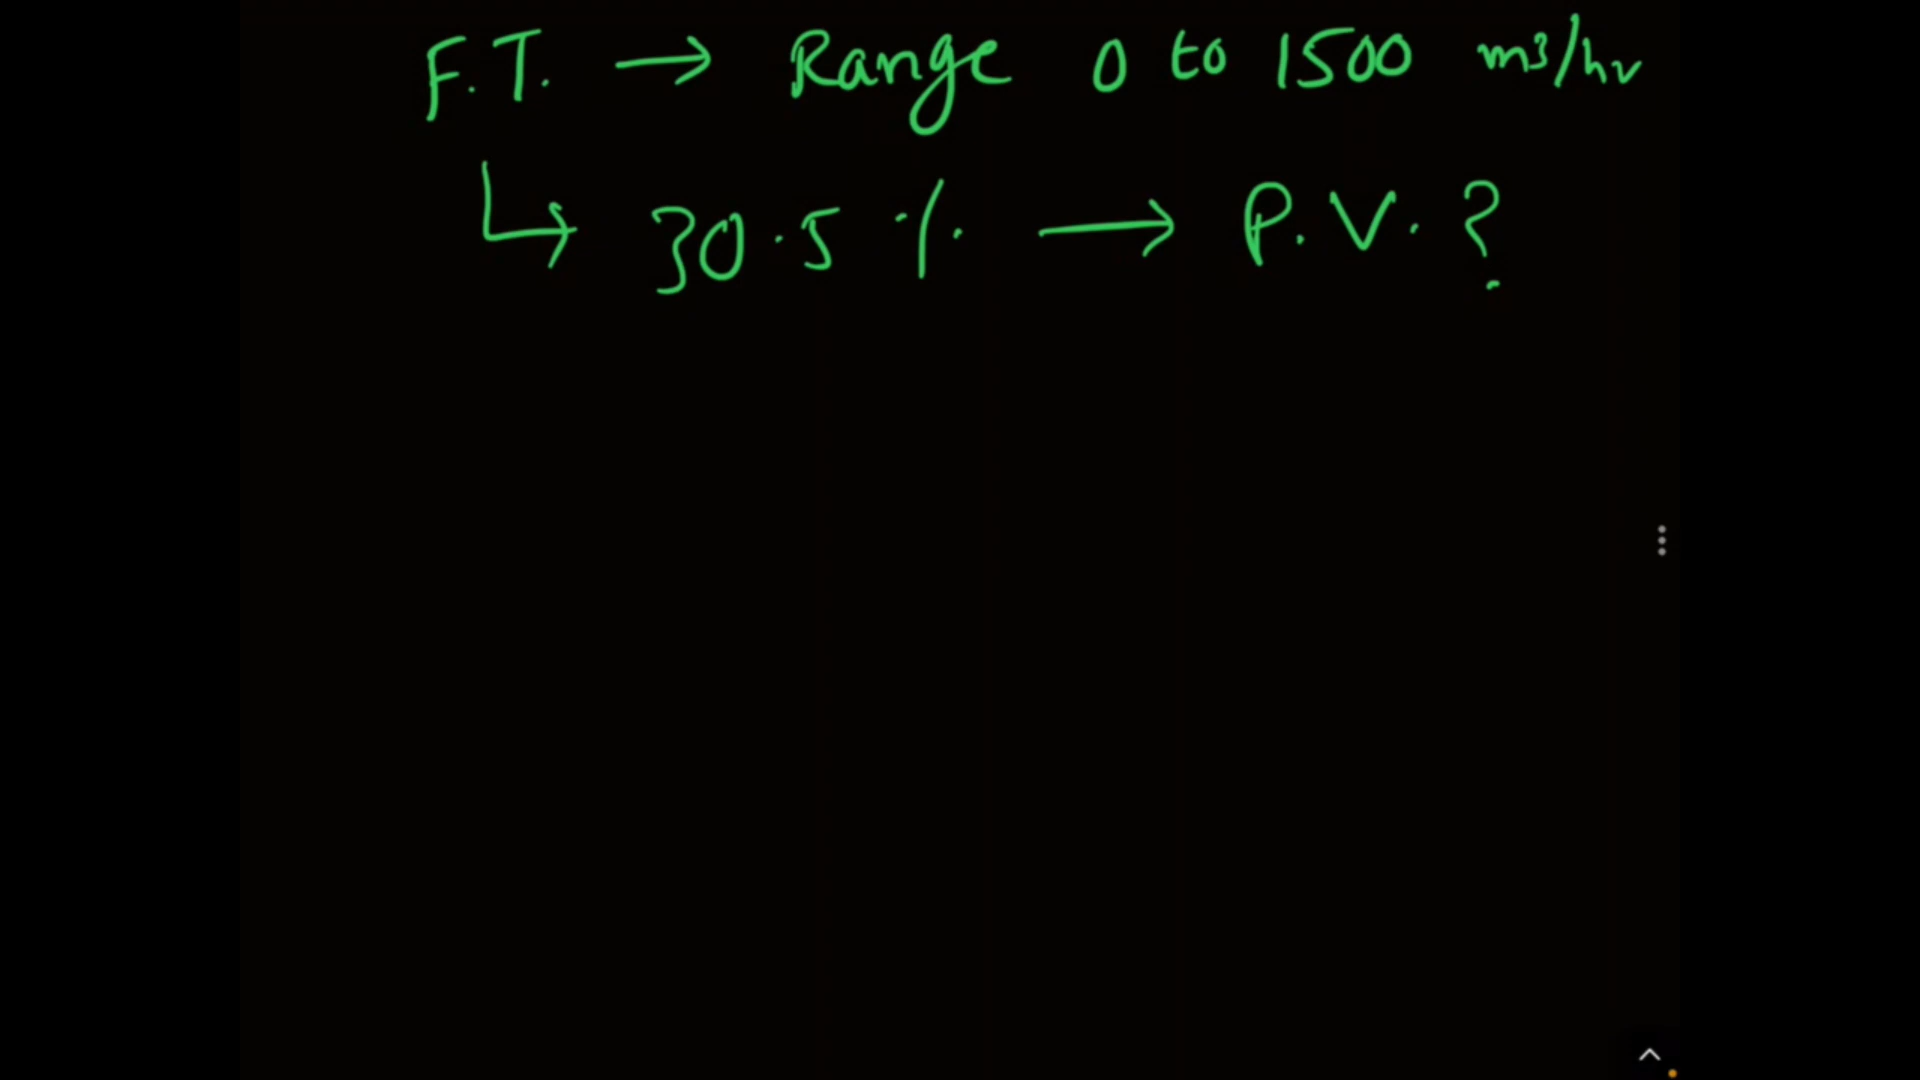 F.T. → Range 0 to 1500 m³/hr
↳ 30.5 % → P.V. ?